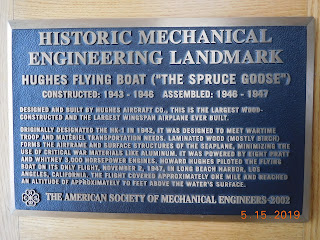 HISTORIC MECHANICAL
ENGINEERING LANDMARK
HUGHES FLYING BOAT ("THE SPRUCE GOOSE")
CONSTRUCTED: 1943 - 1946 ASSEMBLED: 1946 - 1947
DESIGNED AND BUILT BY HUGHES AIRCRAFT CO., THIS IS THE LARGEST WOOD-
CONSTRUCTED AND THE LARGEST WINGSPAN AIRPLANE EVER BUILT.
ORIGINALLY DESIGNATED THE HK-1 IN 1942, IT WAS DESIGNED TO MEET WARTIME
TROOP AND MATERIEL TRANSPORTATION NEEDS. LAMINATED WOOD (MOSTLY BIRCH)
FORMS THE AIRFRAME AND SURFACE STRUCTURES OF THE SEAPLANE, MINIMIZING THE
USE OF CRITICAL WAR MATERIALS LIKE ALUMINUM. IT WAS POWERED BY EIGHT PRATT
AND WHITNEY 3,000 HORSEPOWER ENGINES. HOWARD HUGHES PILOTED THE FLYING
BOAT ON ITS ONLY FLIGHT, NOVEMBER 2, 1947, IN LONG BEACH HARBOR, LOS
ANGELES, CALIFORNIA. THE FLIGHT COVERED APPROXIMATELY ONE MILE AND REACHED
AN ALTITUDE OF APPROXIMATELY 70 FEET ABOVE THE WATER'S SURFACE.
THE AMERICAN SOCIETY OF MECHANICAL ENGINEERS-2002
5 15 2019